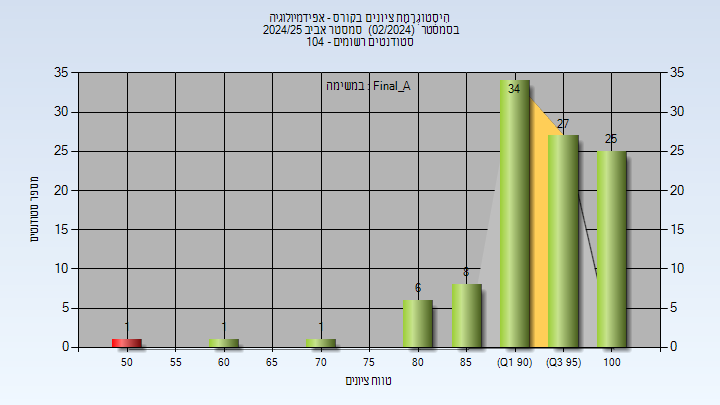 היסטוגרמת ציונים בקורס - אפידמיולוגיה
בסמסטר (02/2024) סמסטר אביב 2024/25
סטודנטים רשומים - 104
במשימה : Final_A
מספר סטודנטים
35 35
30 30
25 25
20 20
15 15
10 10
5 5
0 0
1 1 1 6 8 34 27 25
50 55 60 65 70 75 80 85 (Q1 90) (Q3 95) 100
טווח ציונים